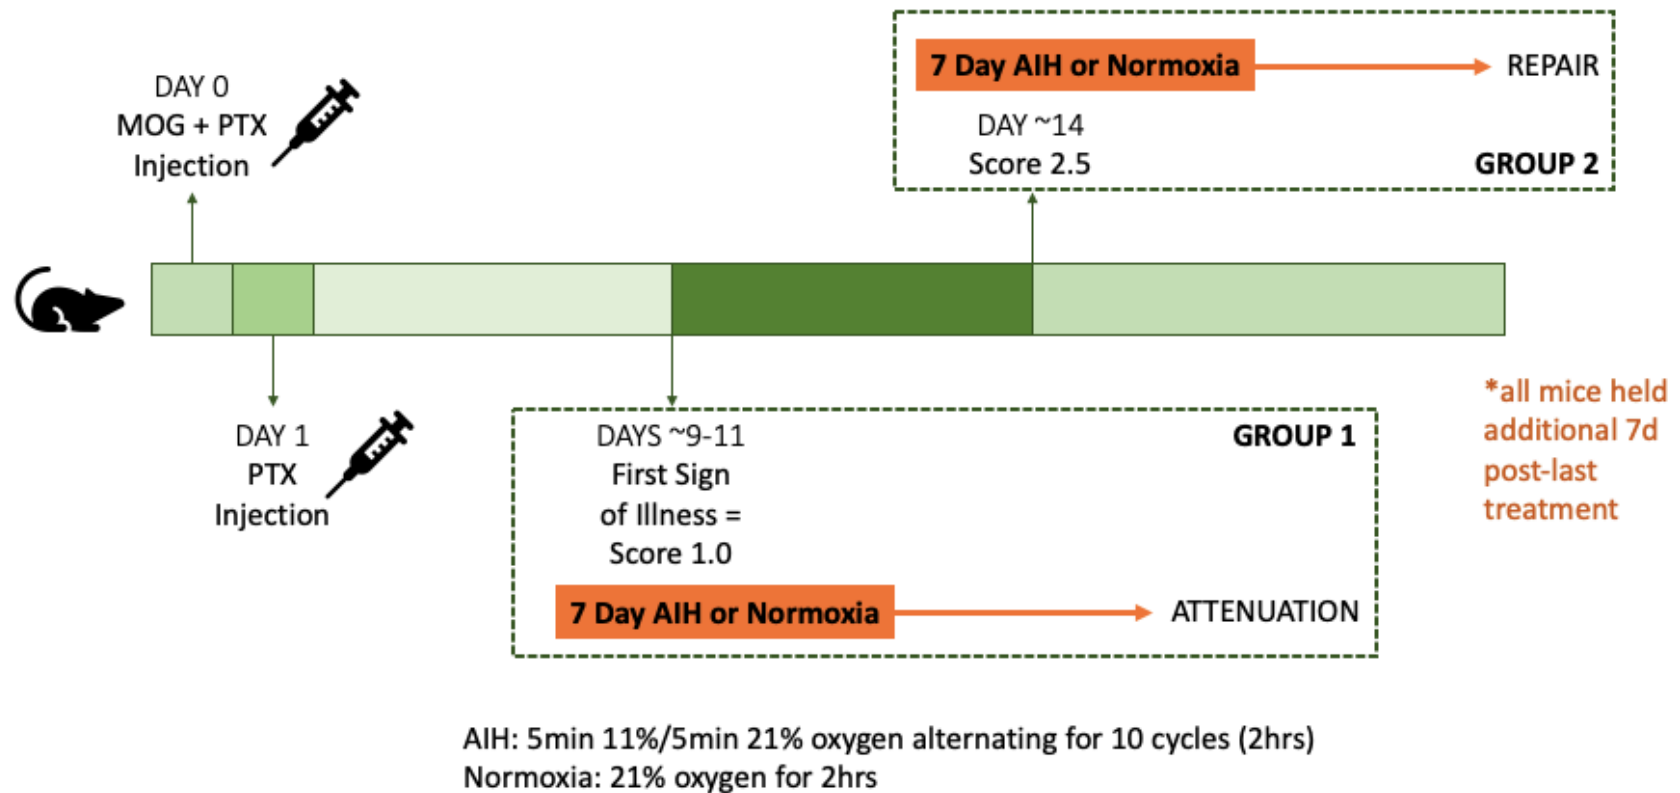 DAY 0
MOG + PTX
Injection
7 Day AIH or Normoxia
REPAIR
DAY ~14
Score 2.5
GROUP 2
DAY 1
PTX
Injection
DAYS ~9-11
First Sign
of Illness =
Score 1.0
GROUP 1
7 Day AIH or Normoxia
ATTENUATION
*all mice held
additional 7d
post-last
treatment
AIH: 5min 11%/5min 21% oxygen alternating for 10 cycles (2hrs)
Normoxia: 21% oxygen for 2hrs